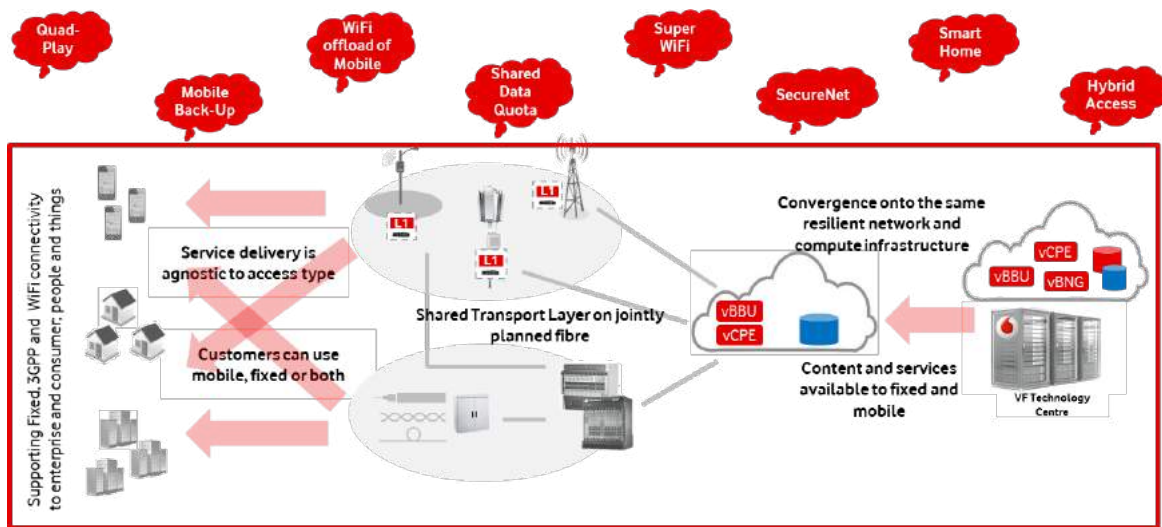 Quad-
Play
Mobile
Back-Up
WiFi
offload of
Mobile
Shared
Data
Quota
Super
WiFi
SecureNet
Smart
Home
Hybrid
Access
Supporting Fixed, 3GPP and WiFi connectivity
to enterprise and consumer, people and things
Service delivery is
agnostic to access type
Customers can use
mobile, fixed or both
L1
L1
L1
Shared Transport Layer on jointly
planned fibre
Convergence onto the same
resilient network and
compute infrastructure
vBBU
vCPE
Content and services
available to fixed and
mobile
vCPE
vBBU
vBNG
VF Technology
Centre